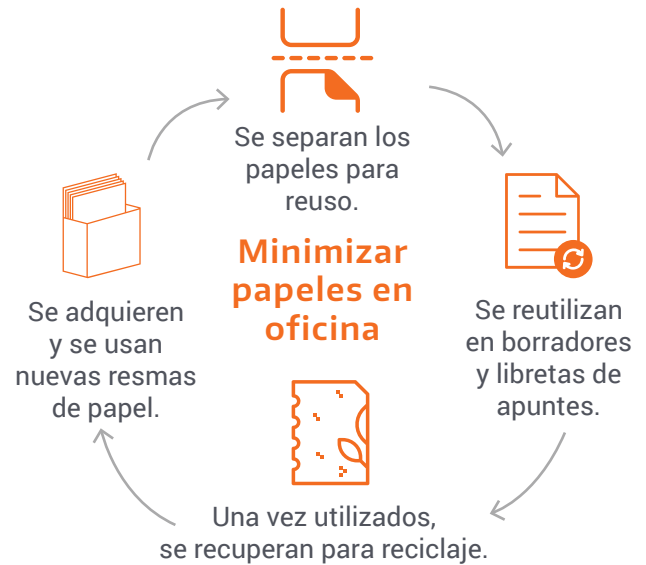 Se separan los
papeles para
reuso.
Minimizar
papeles en
oficina
Se reutilizan
en borradores
y libretas de
apuntes.
Una vez utilizados,
se recuperan para reciclaje.
Se adquieren
y se usan
nuevas resmas
de papel.